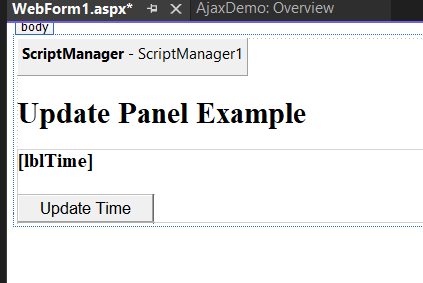 WebForm1.aspx* AjaxDemo: Overview
body
ScriptManager - ScriptManager1
Update Panel Example
[lblTime]
Update Time